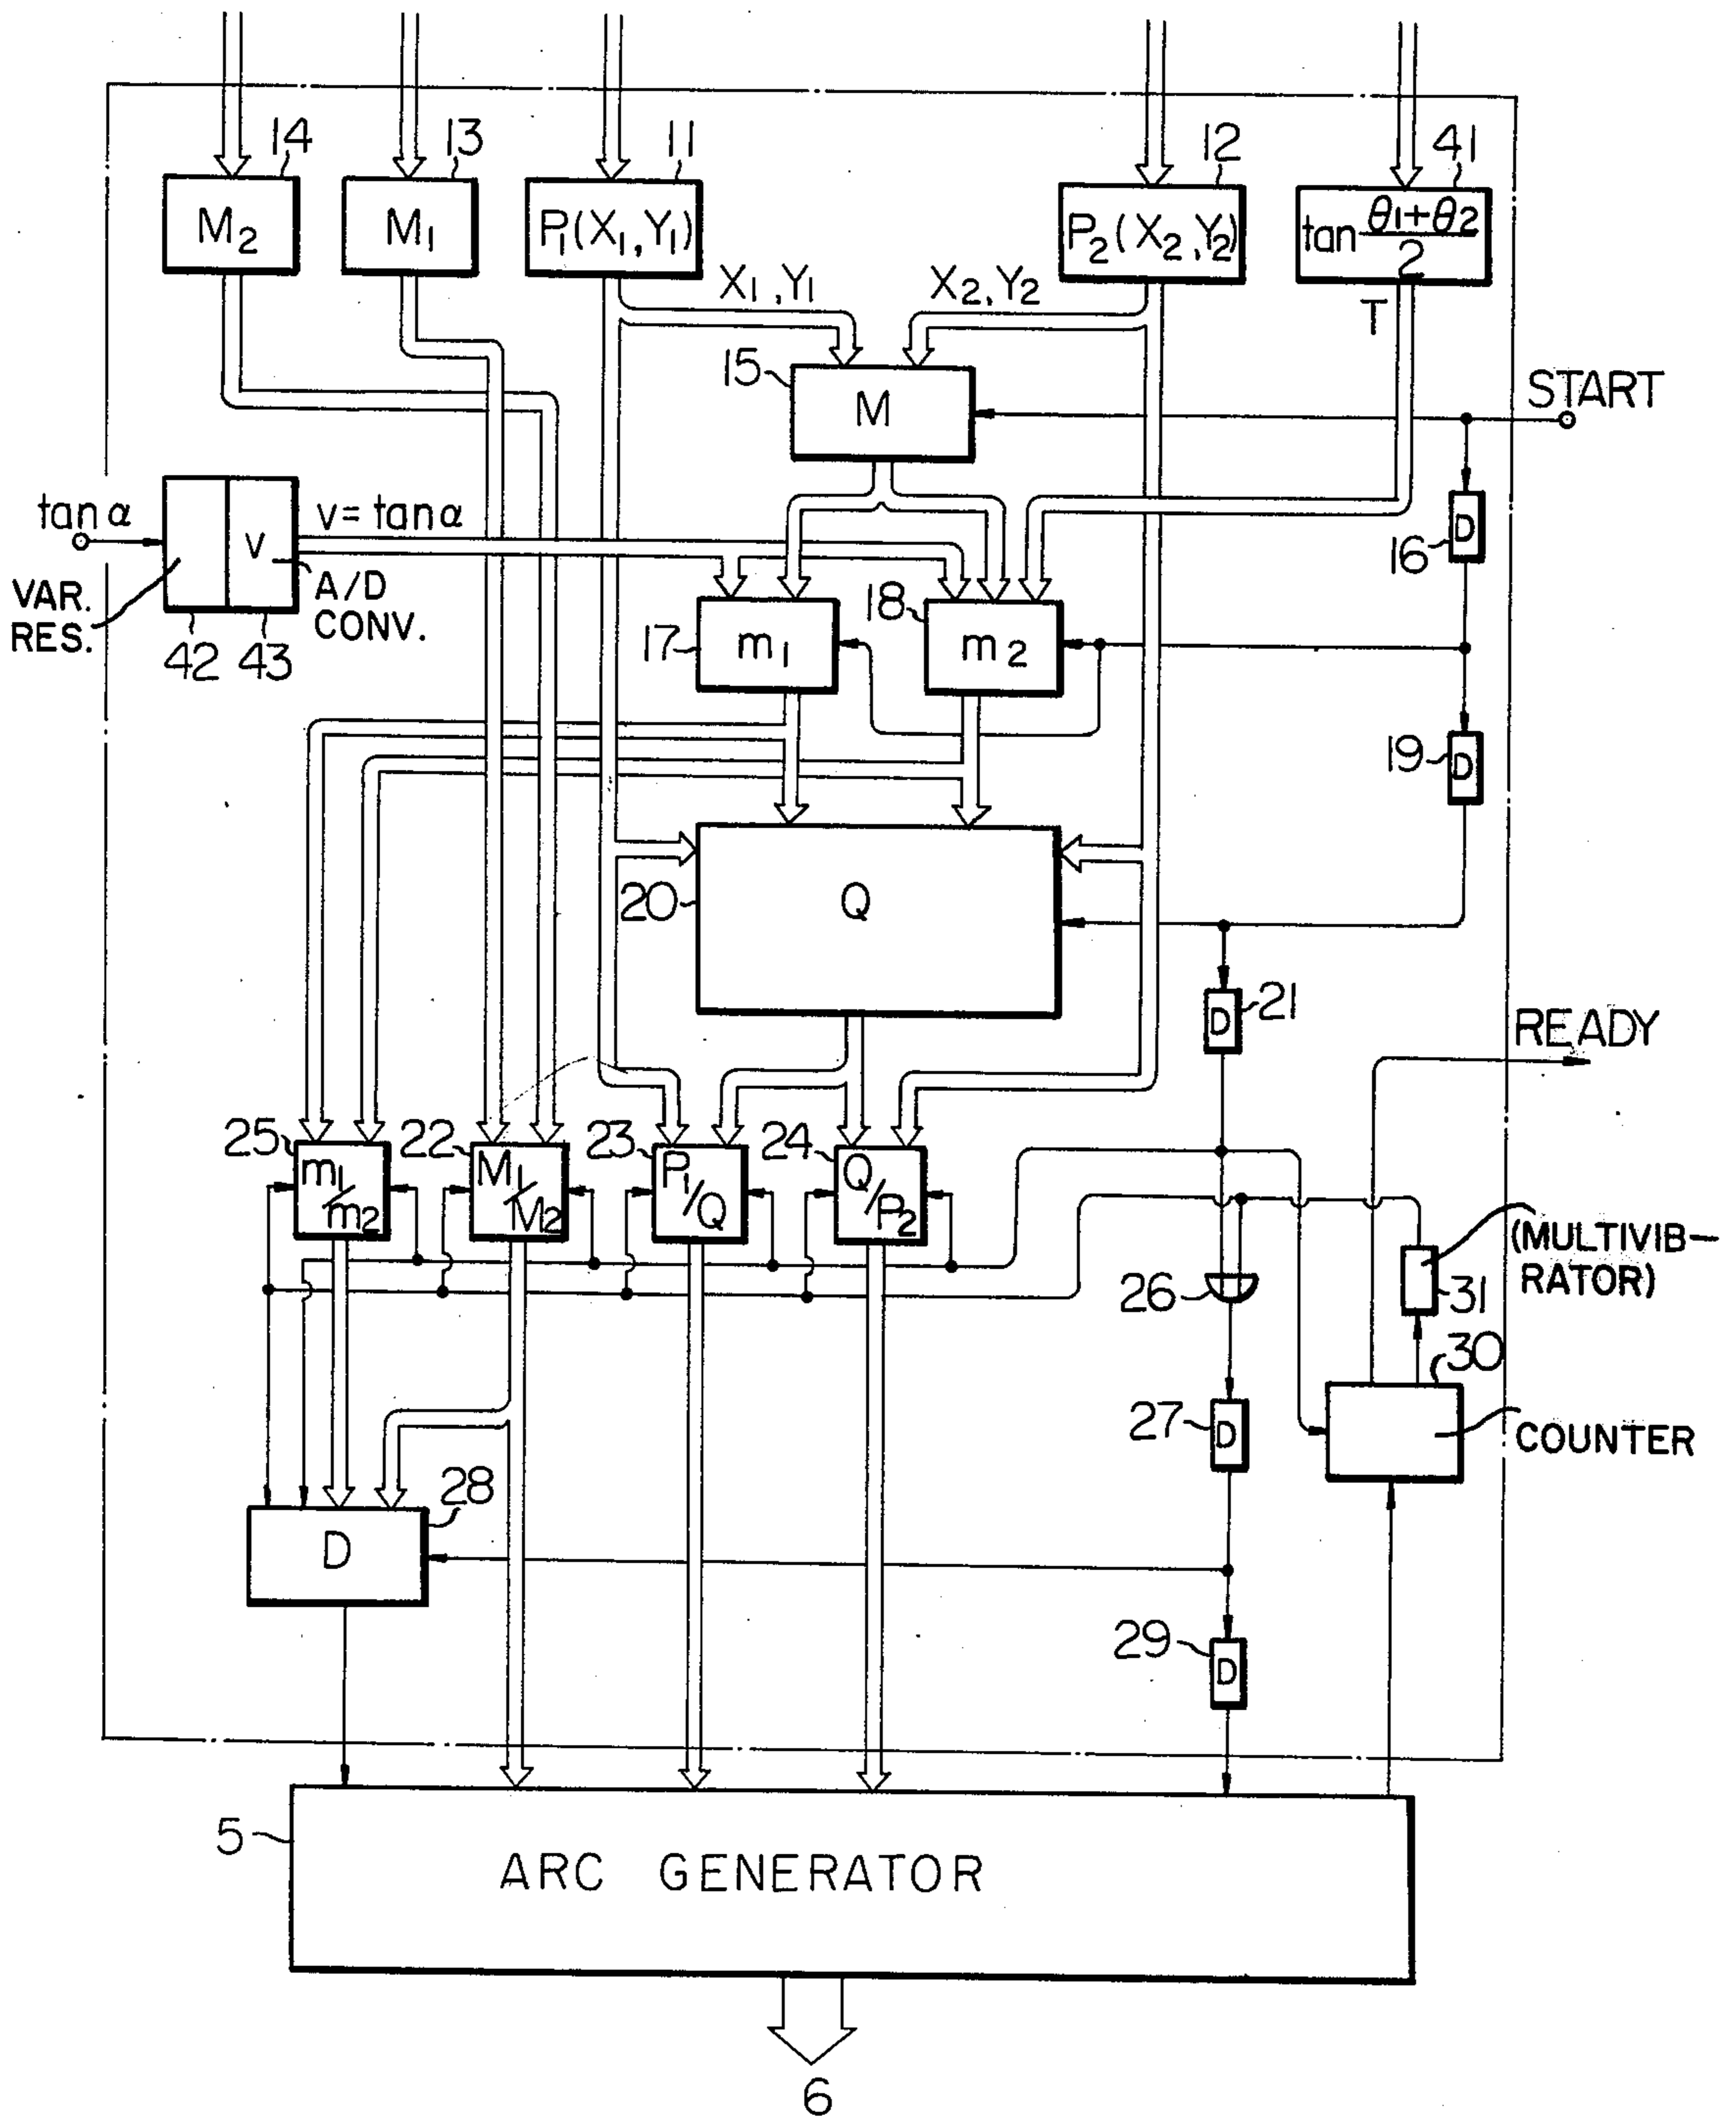 14
13
11
12
41
M2
M1
P1(X1,Y1)
P2(X2,Y2)
tan θ1+θ2/2
X1,Y1
X2,Y2
T
15
M
START
D
16
tan α
v
v=tan α
A/D
CONV.
VAR.
RES.
42
43
17
m1
18
m2
19
D
20
Q
D
21
READY
25
m1/m2
22
M1/M2
23
P1/Q
24
Q/P2
26
(MULTIVIB-
RATOR)
31
30
27
D
COUNTER
28
D
29
D
5
ARC GENERATOR
6